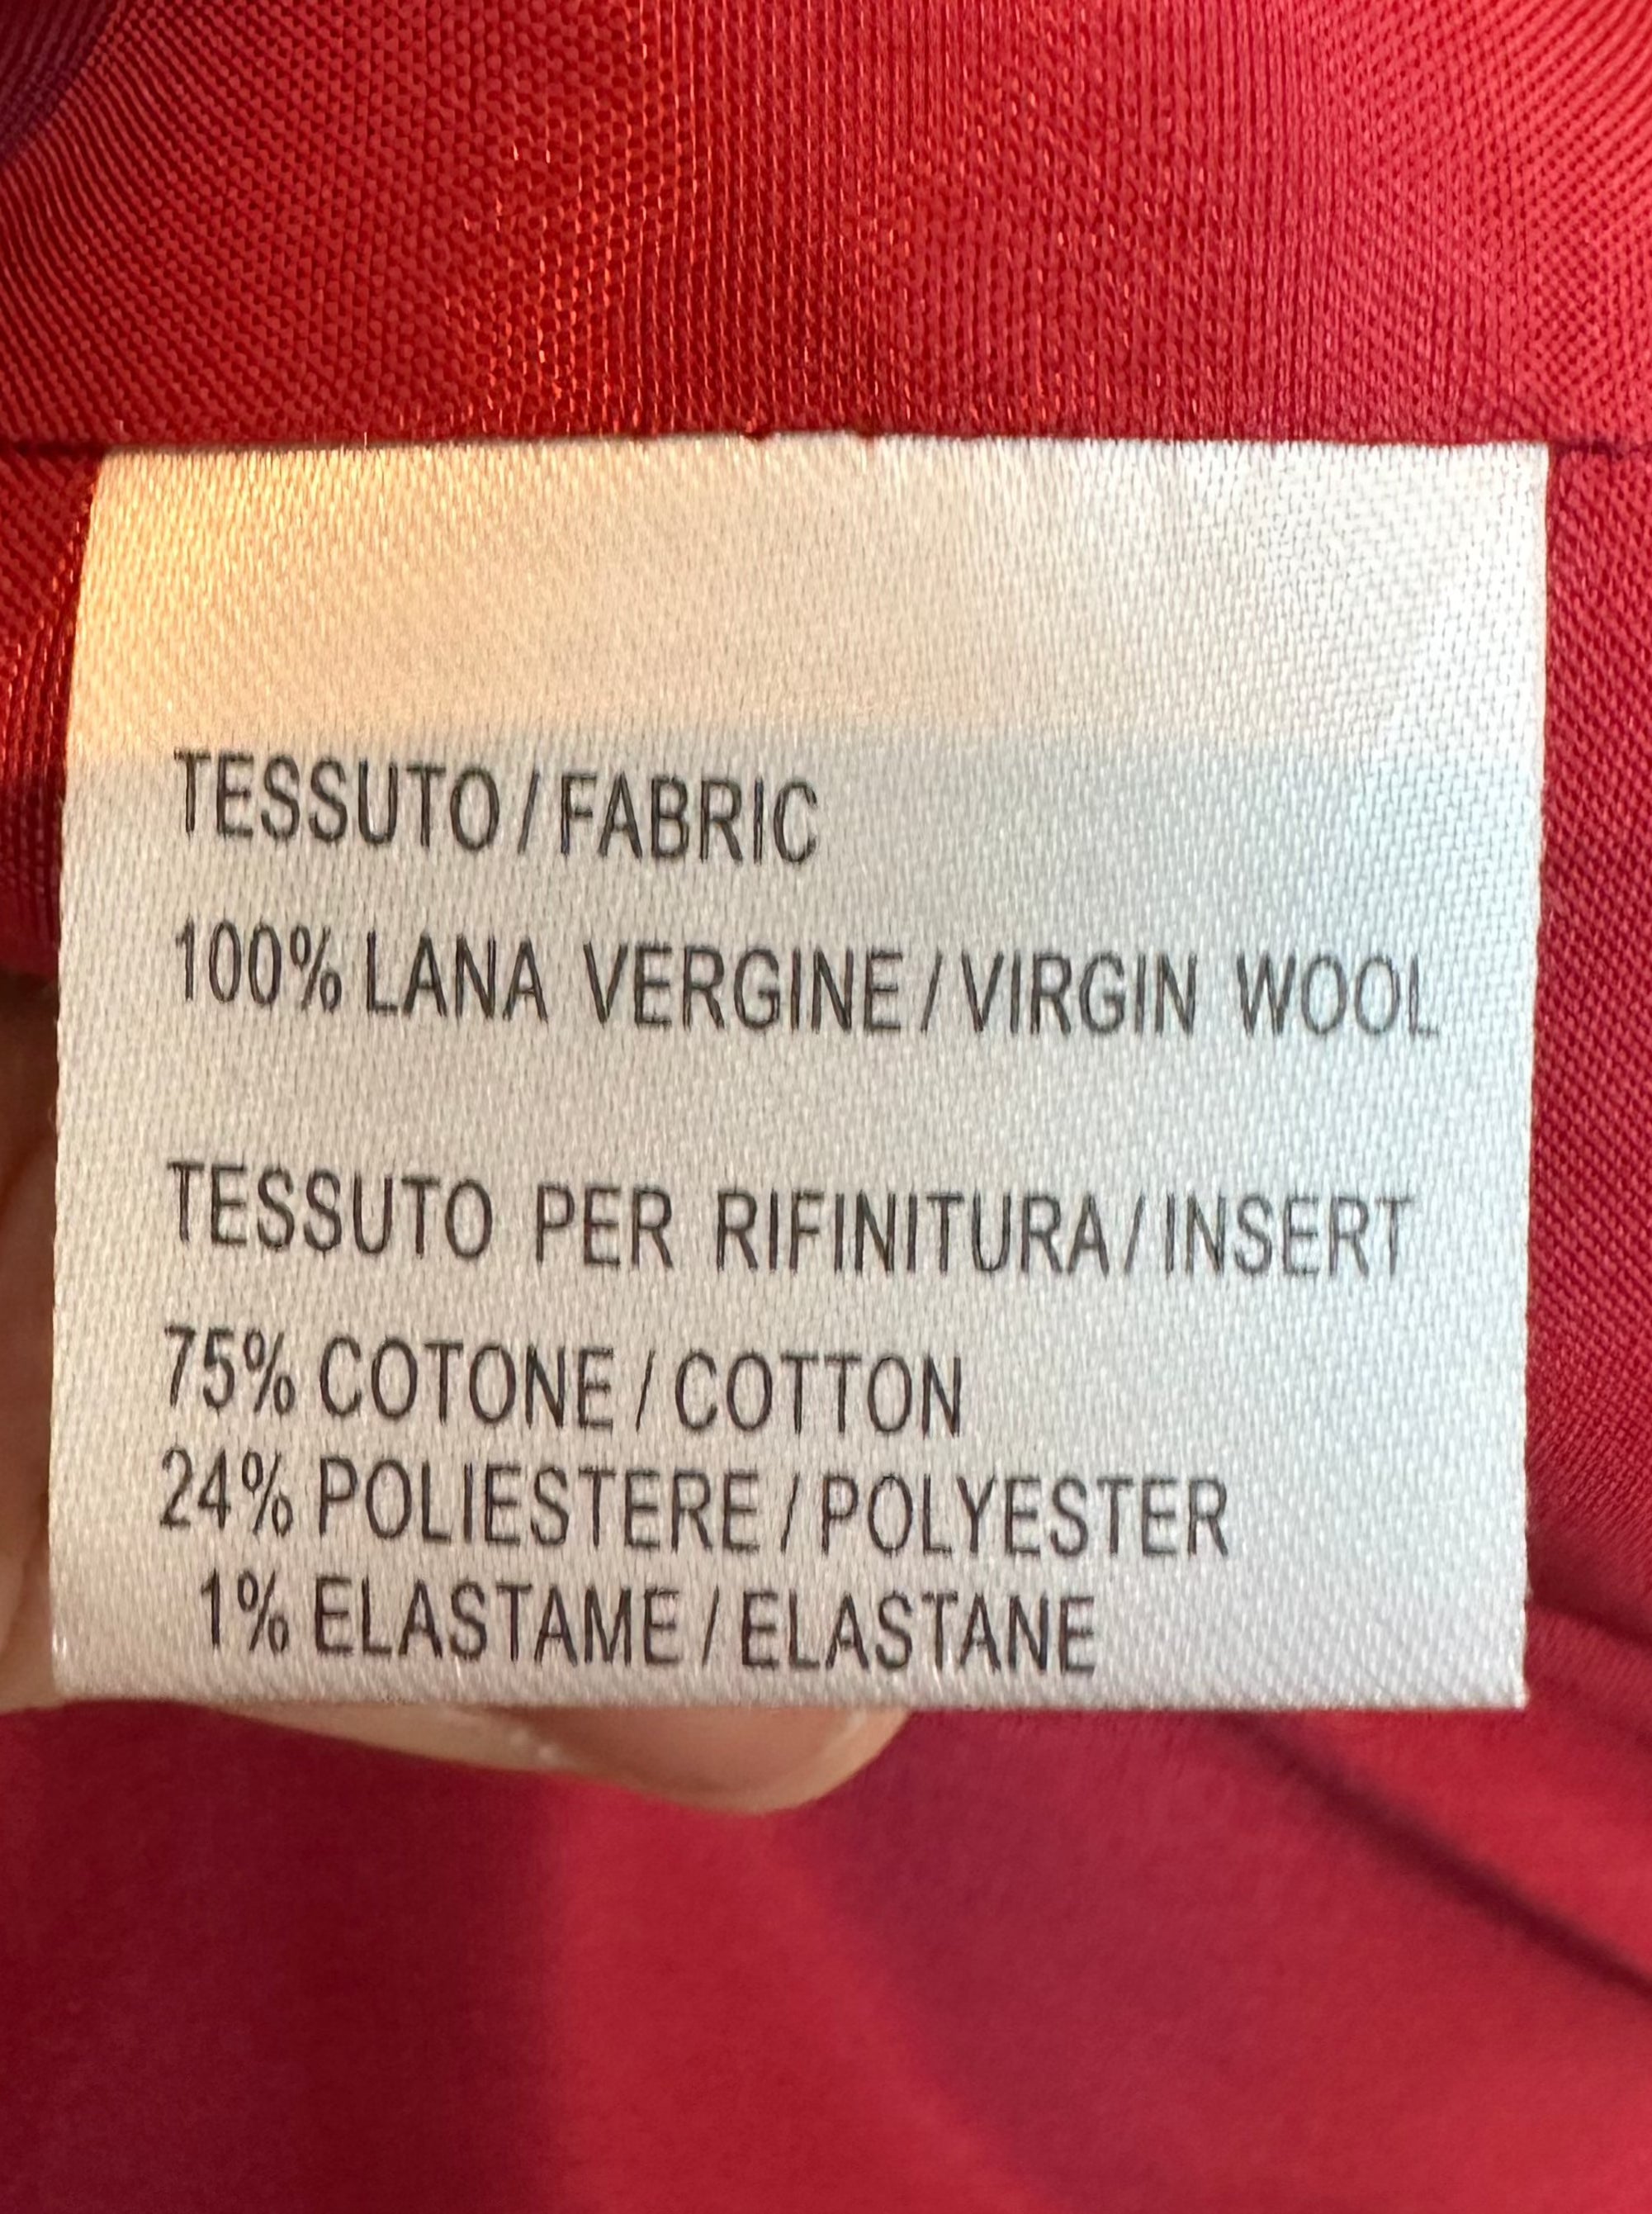 TESSUTO/FABRIC
100% LANA VERGINE/VIRGIN WOOL
TESSUTO PER RIFINITURA/INSERT
75% COTONE/COTTON
24% POLIESTERE/POLYESTER
1% ELASTAME/ELASTANE